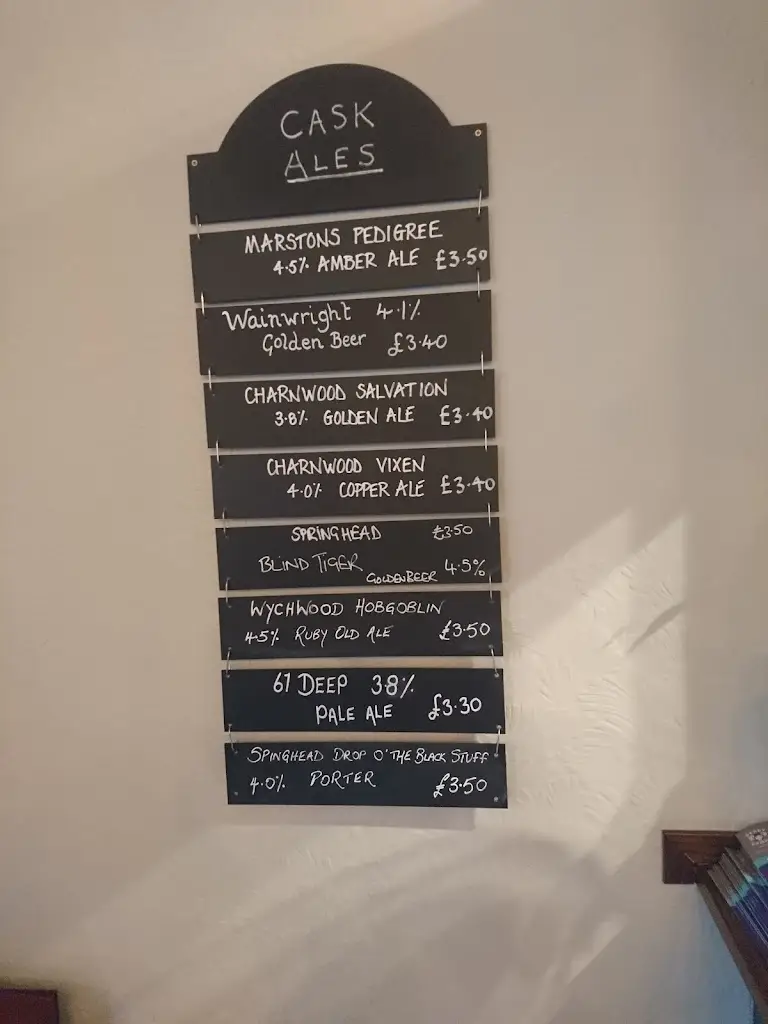 CASK
ALES
MARSTONS PEDIGREE
4.5% AMBER ALE £3.50
Wainwright 4.1%
Golden Beer £3.40
CHARNWOOD SALVATION
3.8% GOLDEN ALE £3.40
CHARNWOOD VIXEN
4.0% COPPER ALE £3.40
SPRINGHEAD £3.50
BLIND TIGER 4.5%
GOLDEN BEER
WYCHWOOD HOBGOBLIN
4.5% RUBY OLD ALE £3.50
61 DEEP 3.8%
PALE ALE £3.30
SPINGHEAD DROP O' THE BLACK STUFF
4.0% PORTER £3.50